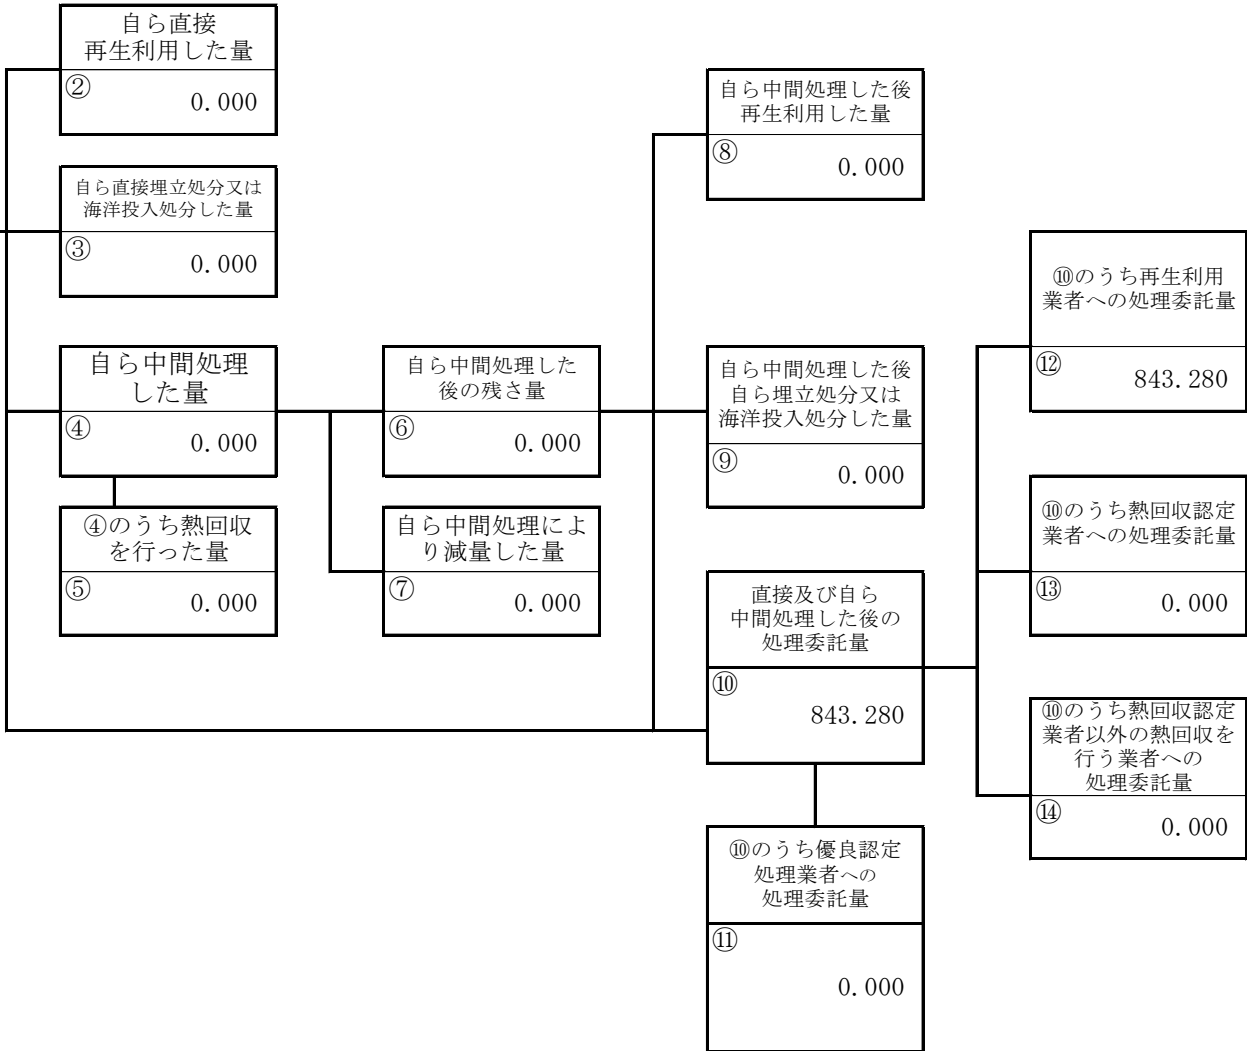 自ら直接
再生利用した量
②
0.000
自ら直接埋立処分又は
海洋投入処分した量
③
0.000
自ら中間処理
した量
④
0.000
④のうち熱回収
を行った量
⑤
0.000
自ら中間処理した
後の残さ量
⑥
0.000
自ら中間処理によ
り減量した量
⑦
0.000
自ら中間処理した後
再生利用した量
⑧
0.000
自ら中間処理した後
自ら埋立処分又は
海洋投入処分した量
⑨
0.000
直接及び自ら
中間処理した後の
処理委託量
⑩
843.280
⑩のうち優良認定
処理業者への
処理委託量
⑪
0.000
⑩のうち再生利用
業者への処理委託量
⑫
843.280
⑩のうち熱回収認定
業者への処理委託量
⑬
0.000
⑩のうち熱回収認定
業者以外の熱回収を
行う業者への
処理委託量
⑭
0.000